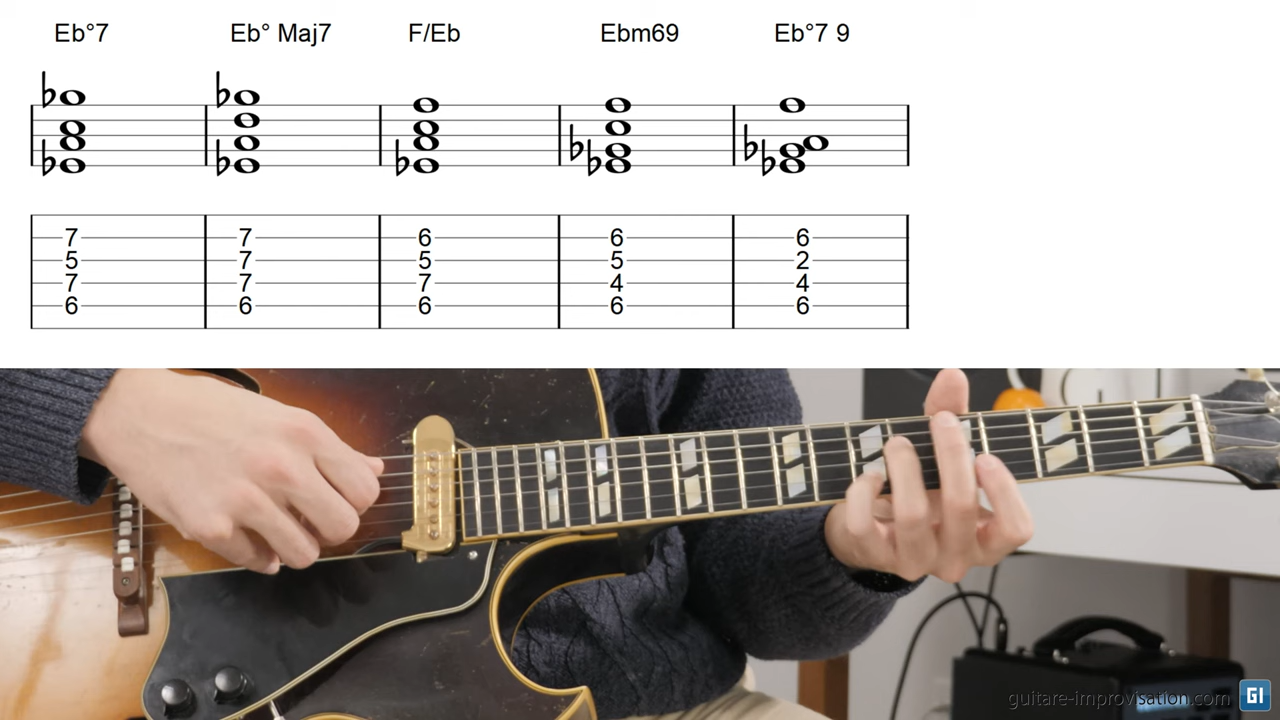 Eb°7 Eb° Maj7 F/Eb Ebm69 Eb°7 9
7 7 6 6 6
5 7 5 5 2
7 7 7 4 4
6 6 6 6 6
guitare-improvisation.com GI